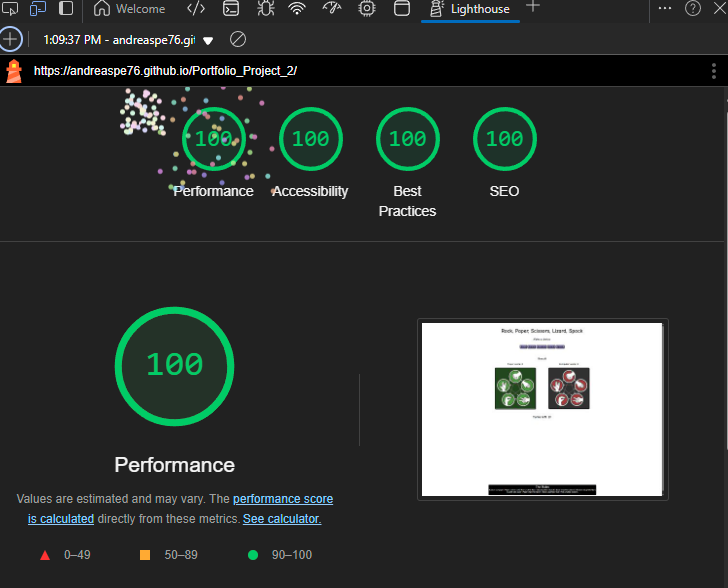 Welcome
Lighthouse
1:09:37 PM - andreaspe76.git
https://andreaspe76.github.io/Portfolio_Project_2/
100 100 100 100
Performance Accessibility Best Practices SEO
100
Performance
Values are estimated and may vary. The performance score
is calculated directly from these metrics. See calculator.
0–49 50–89 90–100
Rock, Paper, Scissors, Lizard, Spock